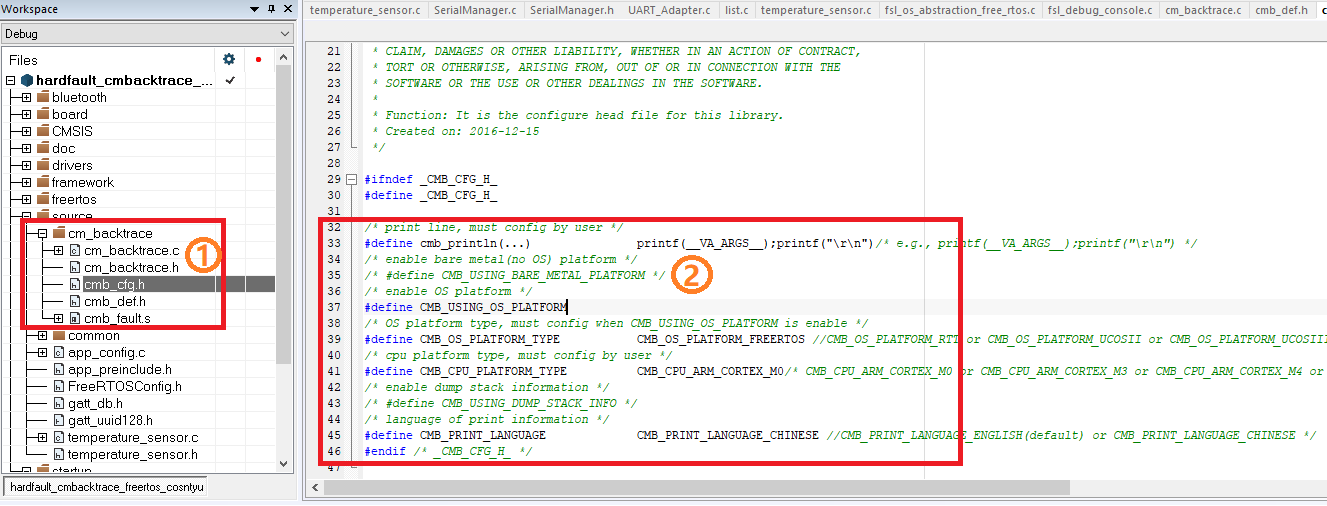 Workspace
Debug
Files
hardfault_cmbacktrace_...
bluetooth
board
CMSIS
doc
drivers
framework
freertos
source
cm_backtrace
cm_backtrace.c
cm_backtrace.h
cmb_cfg.h
cmb_def.h
cmb_fault.s
common
app_config.c
app_preinclude.h
FreeRTOSConfig.h
gatt_db.h
gatt_uuid128.h
temperature_sensor.c
temperature_sensor.h
startup
hardfault_cmbacktrace_freertos_cosntyu
1
temperature_sensor.c SerialManager.c SerialManager.h UART_Adapter.c list.c temperature_sensor.c fsl_os_abstraction_free_rtos.c fsl_debug_console.c cm_backtrace.c cmb_def.h c
21 * CLAIM, DAMAGES OR OTHER LIABILITY, WHETHER IN AN ACTION OF CONTRACT,
22 * TORT OR OTHERWISE, ARISING FROM, OUT OF OR IN CONNECTION WITH THE
23 * SOFTWARE OR THE USE OR OTHER DEALINGS IN THE SOFTWARE.
24 *
25 * Function: It is the configure head file for this library.
26 * Created on: 2016-12-15
27 */
28
29 #ifndef _CMB_CFG_H_
30 #define _CMB_CFG_H_
31
32 /* print line, must config by user */
33 #define cmb_println(...) printf(__VA_ARGS__);printf("\r\n")/* e.g., printf(__VA_ARGS__);printf("\r\n") */
34 /* enable bare metal(no OS) platform */
35 /* #define CMB_USING_BARE_METAL_PLATFORM */
36 /* enable OS platform */
37 #define CMB_USING_OS_PLATFORM
38 /* OS platform type, must config when CMB_USING_OS_PLATFORM is enable */
39 #define CMB_OS_PLATFORM_TYPE CMB_OS_PLATFORM_FREERTOS //CMB_OS_PLATFORM_RTT or CMB_OS_PLATFORM_UCOSII or CMB_OS_PLATFORM_UCOSIII
40 /* cpu platform type, must config by user */
41 #define CMB_CPU_PLATFORM_TYPE CMB_CPU_ARM_CORTEX_M0/* CMB_CPU_ARM_CORTEX_M0 or CMB_CPU_ARM_CORTEX_M3 or CMB_CPU_ARM_CORTEX_M4 or
42 /* enable dump stack information */
43 /* #define CMB_USING_DUMP_STACK_INFO */
44 /* language of print information */
45 #define CMB_PRINT_LANGUAGE CMB_PRINT_LANGUAGE_CHINESE //CMB_PRINT_LANGUAGE_ENGLISH(default) or CMB_PRINT_LANGUAGE_CHINESE */
46 #endif /* _CMB_CFG_H_ */
47
2